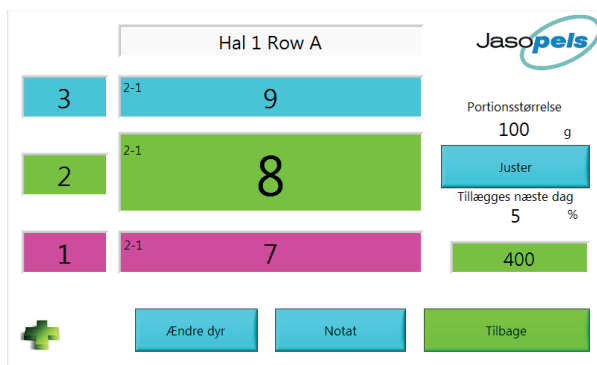 Hal 1 Row A
Jasopels
3
2-1
9
Portionsstørrelse
100 g
2
2-1
8
Juster
Tillægges næste dag
5 %
1
2-1
7
400
Ændre dyr
Notat
Tilbage